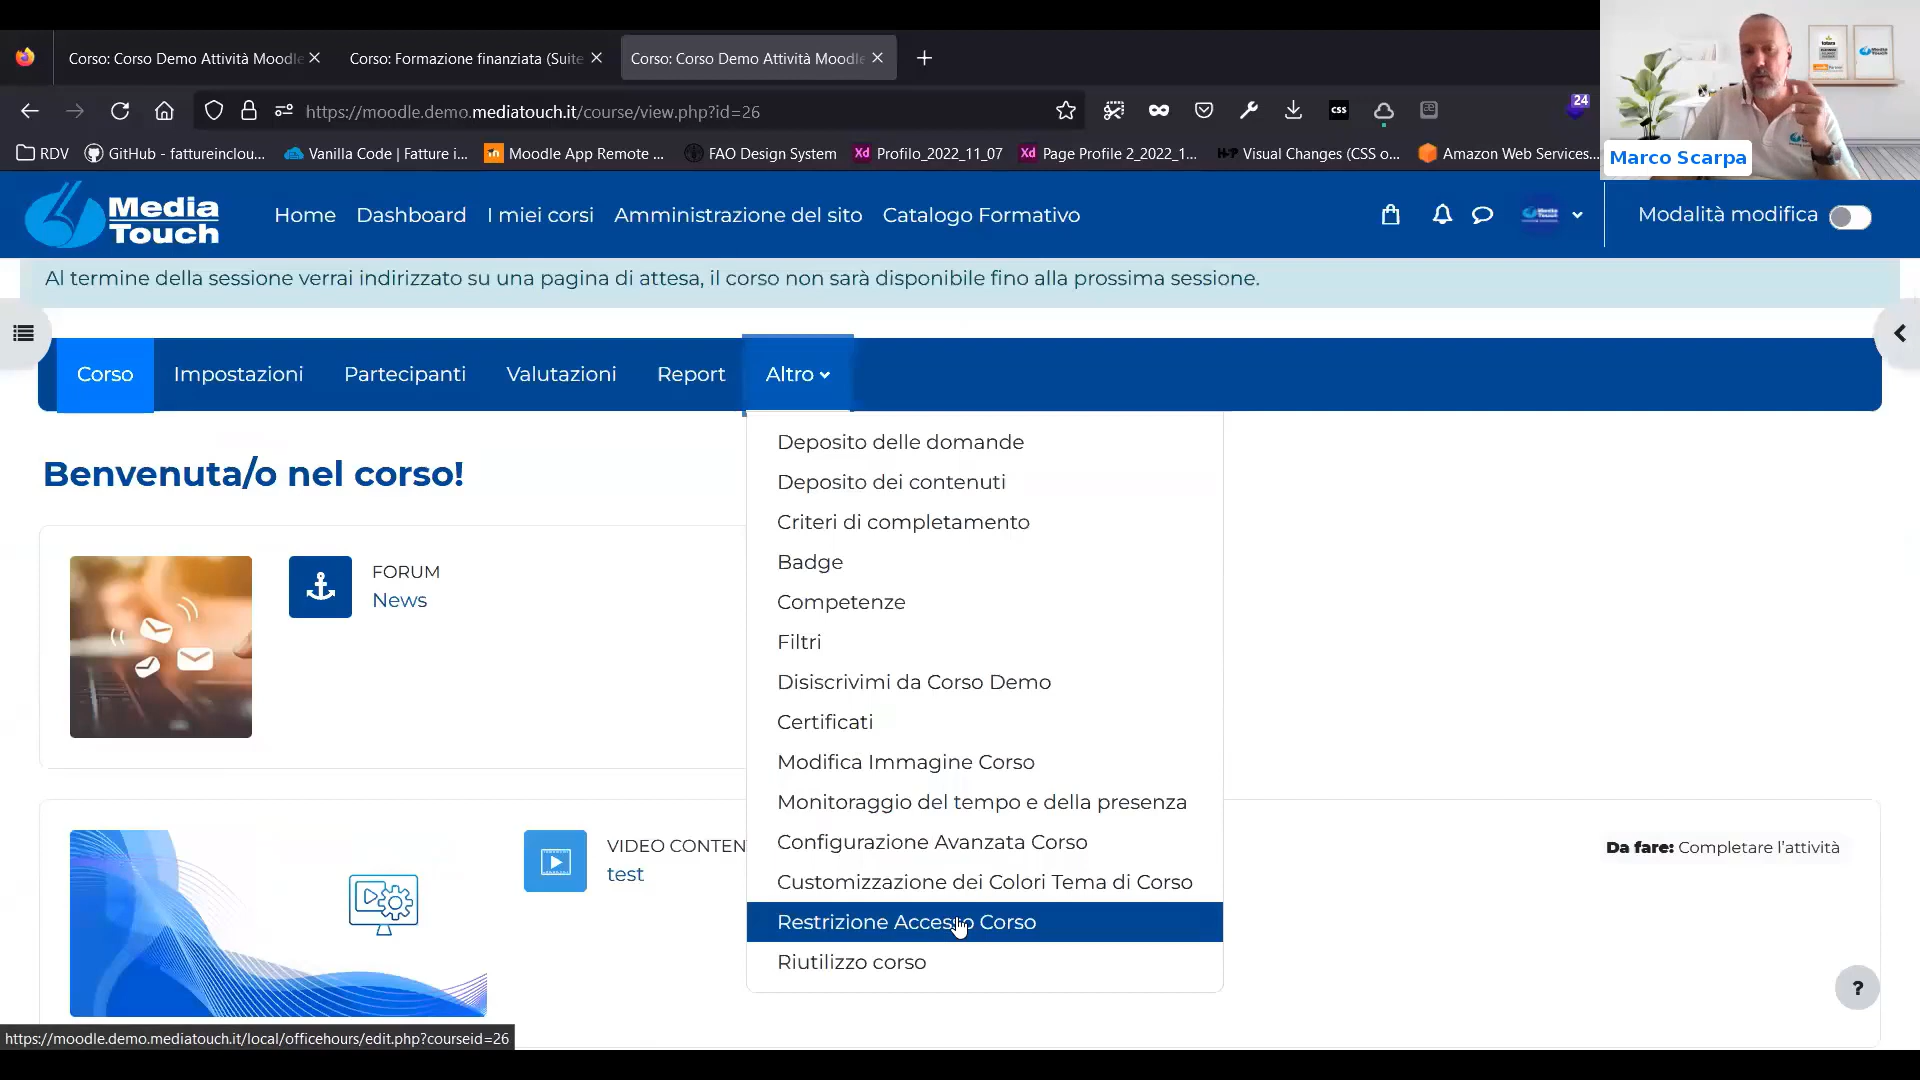 Corso: Corso Demo Attività Moodle
Corso: Formazione finanziata (Suite
Corso: Corso Demo Attività Moodle
https://moodle.demo.mediatouch.it/course/view.php?id=26
css
24
RDV
GitHub - fattureinclou...
Vanilla Code | Fatture i...
Moodle App Remote ...
FAO Design System
Xd Profilo_2022_11_07
Xd Page Profile 2_2022_1...
Visual Changes (CSS o...
Amazon Web Services...
Marco Scarpa
Media
Touch
Home
Dashboard
I miei corsi
Amministrazione del sito
Catalogo Formativo
Modalità modifica
Al termine della sessione verrai indirizzato su una pagina di attesa, il corso non sarà disponibile fino alla prossima sessione.
Corso
Impostazioni
Partecipanti
Valutazioni
Report
Altro
Deposito delle domande
Deposito dei contenuti
Criteri di completamento
Badge
Competenze
Filtri
Disiscrivimi da Corso Demo
Certificati
Modifica Immagine Corso
Monitoraggio del tempo e della presenza
Configurazione Avanzata Corso
Customizzazione dei Colori Tema di Corso
Restrizione Accesso Corso
Riutilizzo corso
Benvenuta/o nel corso!
FORUM
News
VIDEO CONTEN
test
Da fare: Completare l'attività
?
https://moodle.demo.mediatouch.it/local/officehours/edit.php?courseid=26